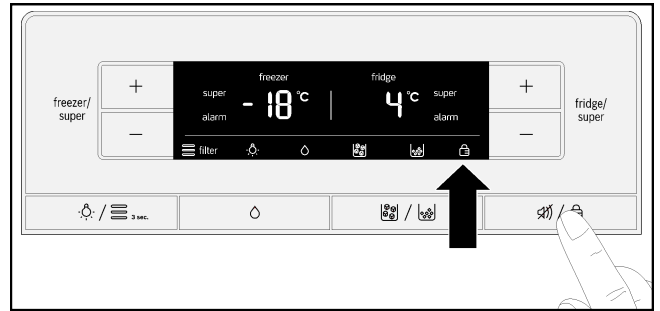 freezer fridge
super super
-18°C 4°C
alarm alarm
filter
freezer/
super
+
−
+
−
fridge/
super
/ 3 sec.
/
/